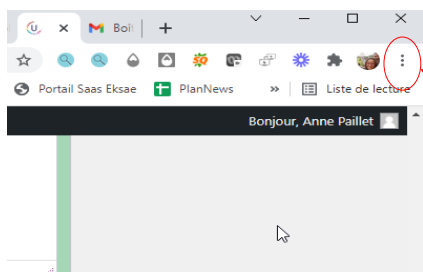 Boît
Portail Saas Eksae PlanNews » Liste de lecture
Bonjour, Anne Paillet